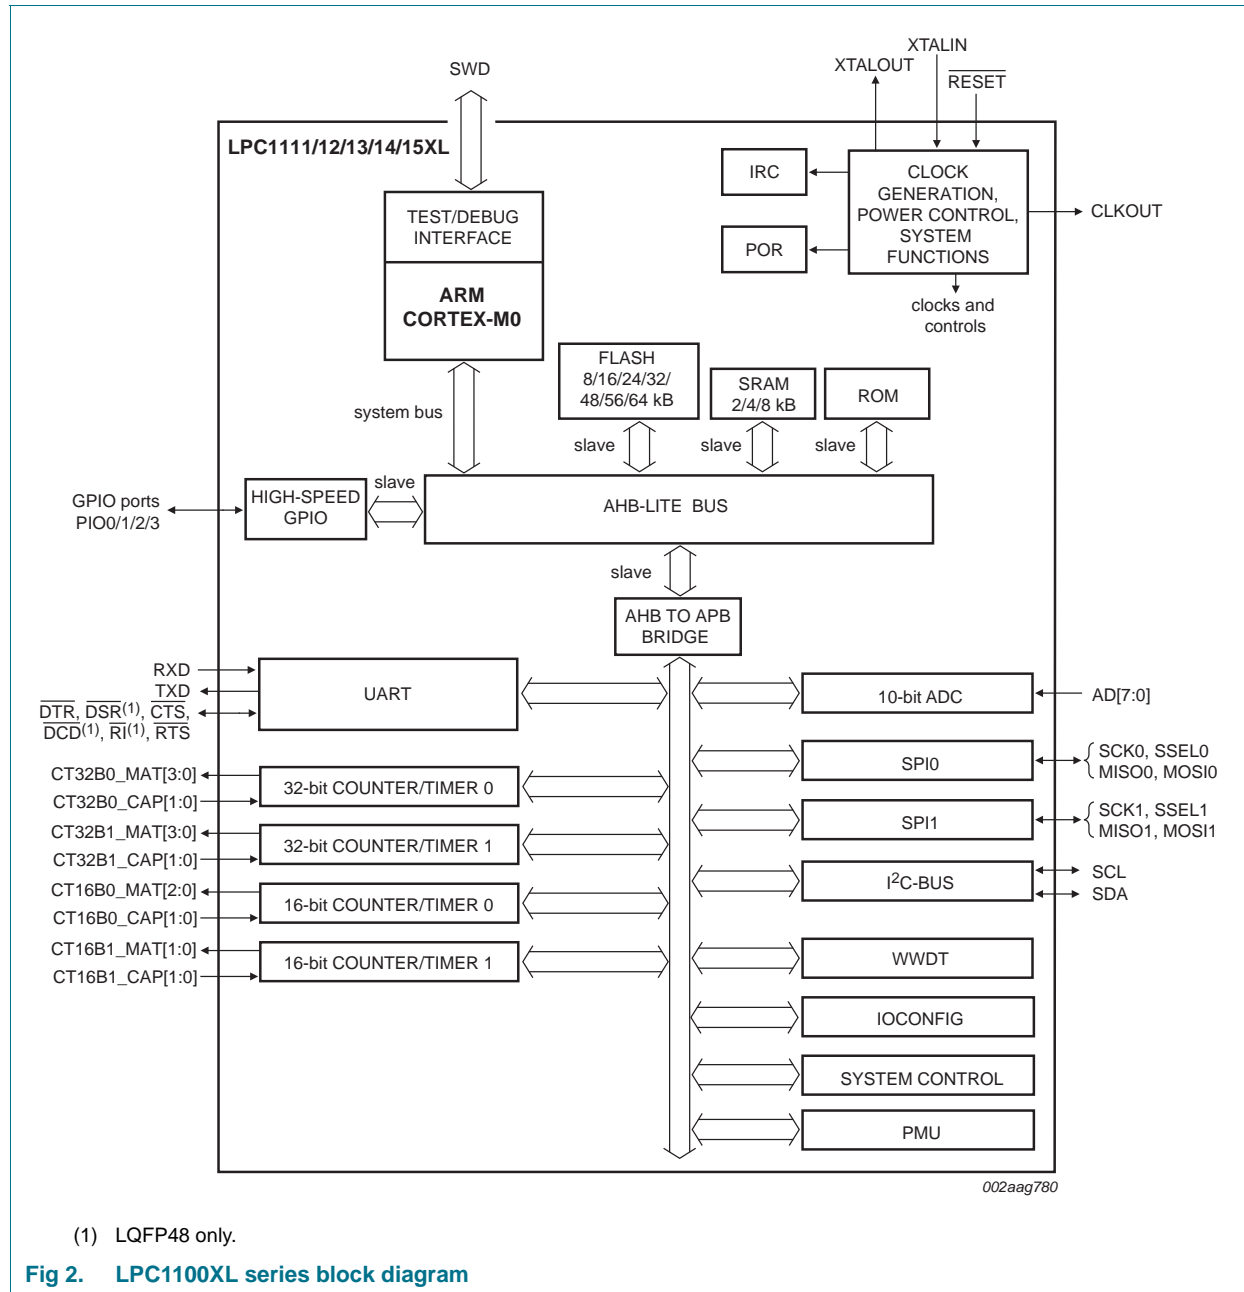 XTALIN
XTALOUT
RESET
SWD
LPC1111/12/13/14/15XL
IRC
CLOCK
GENERATION,
POWER CONTROL,
SYSTEM
FUNCTIONS
CLKOUT
TEST/DEBUG
INTERFACE
POR
ARM
CORTEX-M0
clocks and
controls
FLASH
8/16/24/32/
48/56/64 kB
SRAM
2/4/8 kB
ROM
system bus
slave
slave
slave
slave
GPIO ports
PIO0/1/2/3
HIGH-SPEED
GPIO
AHB-LITE BUS
slave
AHB TO APB
BRIDGE
RXD
TXD
DTR, DSR(1), CTS,
DCD(1), RI(1), RTS
UART
10-bit ADC
AD[7:0]
CT32B0_MAT[3:0]
CT32B0_CAP[1:0]
32-bit COUNTER/TIMER 0
SPI0
SCK0, SSEL0
MISO0, MOSI0
CT32B1_MAT[3:0]
CT32B1_CAP[1:0]
32-bit COUNTER/TIMER 1
SPI1
SCK1, SSEL1
MISO1, MOSI1
CT16B0_MAT[2:0]
CT16B0_CAP[1:0]
16-bit COUNTER/TIMER 0
I2C-BUS
SCL
SDA
CT16B1_MAT[1:0]
CT16B1_CAP[1:0]
16-bit COUNTER/TIMER 1
WWDT
IOCONFIG
SYSTEM CONTROL
PMU
002aag780
(1) LQFP48 only.
Fig 2. LPC1100XL series block diagram